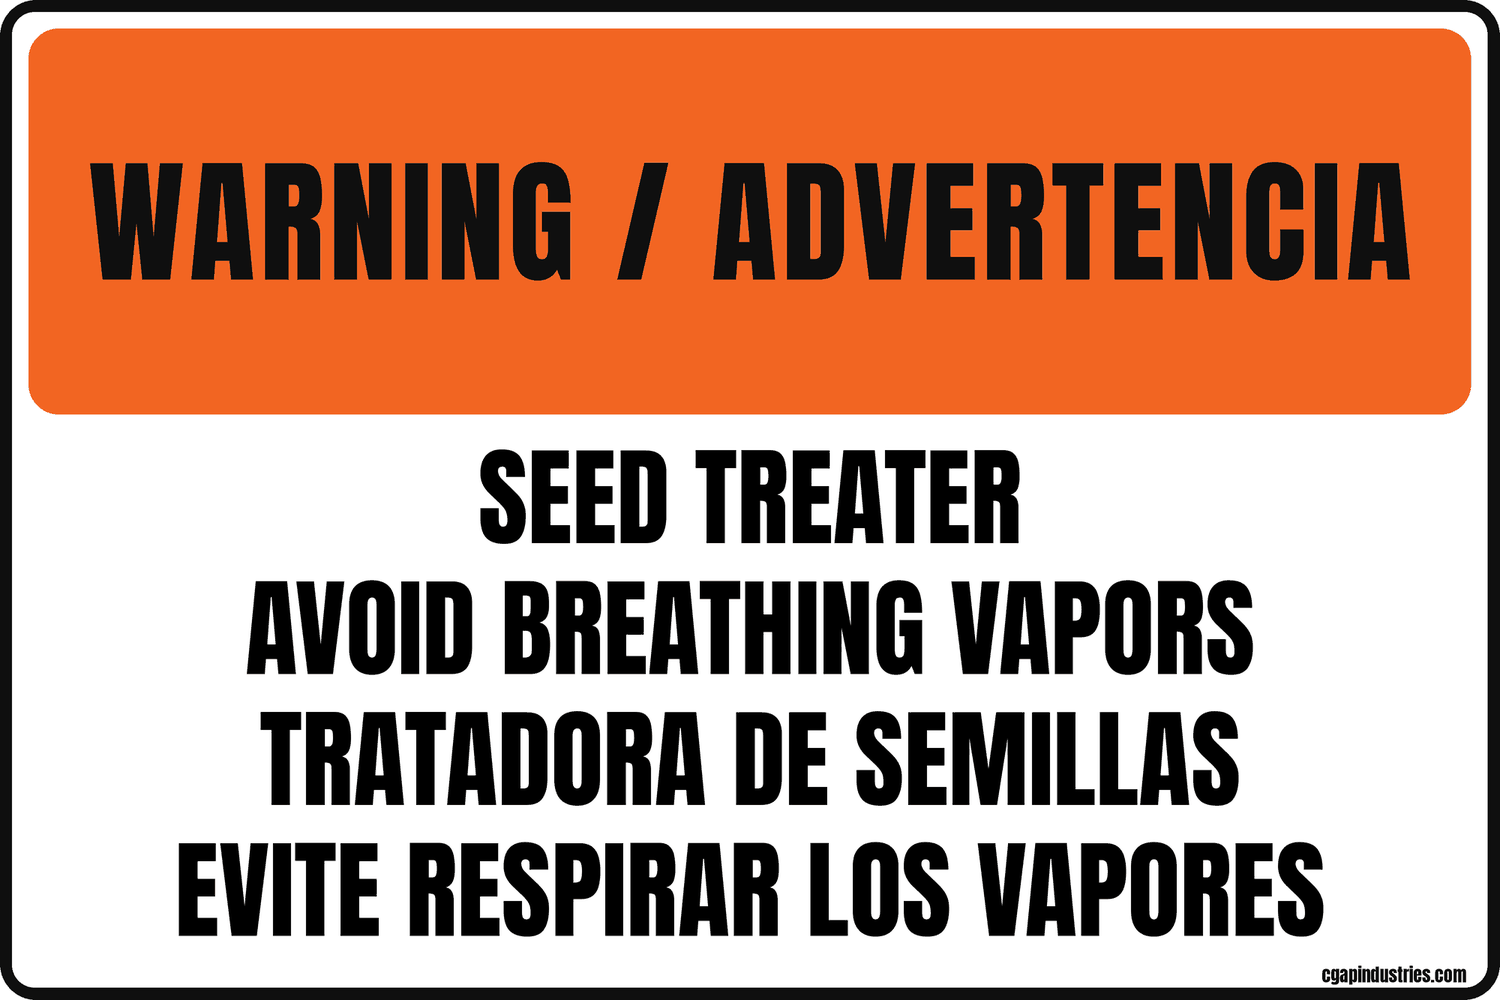 WARNING / ADVERTENCIA
SEED TREATER
AVOID BREATHING VAPORS
TRATADORA DE SEMILLAS
EVITE RESPIRAR LOS VAPORES
cgapindustries.com